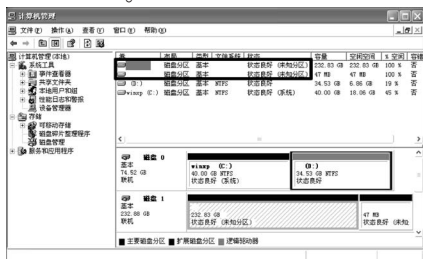 计算机管理
文件(F) 操作(A) 查看(V) 窗口(W) 帮助(H)
计算机管理(本地)
系统工具
事件查看器
共享文件夹
本地用户和组
性能日志和警报
设备管理器
存储
可移动存储
磁盘碎片整理程序
磁盘管理
服务和应用程序
卷 布局 类型 文件系统 状态 容量 空闲空间 % 空闲 容错
磁盘分区 基本 状态良好 (未知分区) 232.83 GB 232.83 GB 100 % 否
磁盘分区 基本 状态良好 (未知分区) 47 MB 47 MB 100 % 否
(D:) 磁盘分区 基本 NTFS 状态良好 34.53 GB 6.86 GB 19 % 否
winxp (C:) 磁盘分区 基本 NTFS 状态良好 (系统) 40.00 GB 18.06 GB 45 % 否
磁盘 0
基本
74.52 GB
联机
winxp (C:)
40.00 GB NTFS
状态良好 (系统)
(D:)
34.53 GB NTFS
状态良好
磁盘 1
基本
232.88 GB
联机
232.83 GB
状态良好 (未知分区)
47 MB
状态良好 (未知
主要磁盘分区 扩展磁盘分区 逻辑驱动器